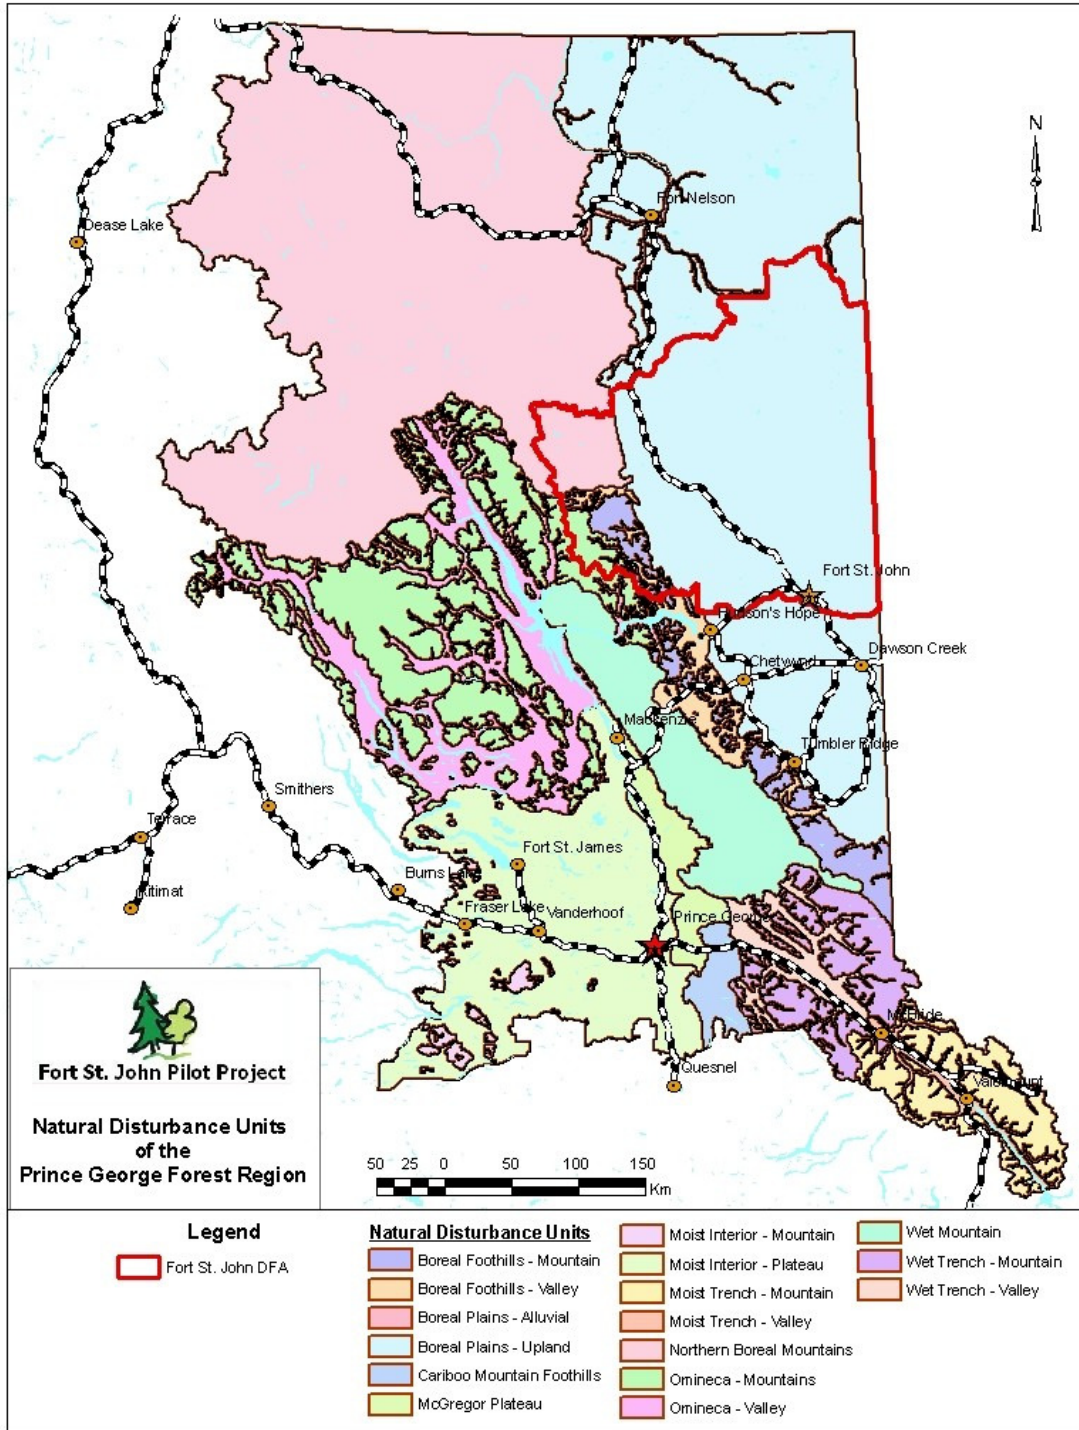 N
Fort Nelson
Dease Lake
Fort St. John
Hudson's Hope
Dawson Creek
Chetwynd
Mackenzie
Tumbler Ridge
Smithers
Terrace
Fort St. James
Kitimat
Burns Lake
Fraser Lake
Vanderhoof
Prince George
McBride
Quesnel
Valemount
Fort St. John Pilot Project
Natural Disturbance Units
of the
Prince George Forest Region
50 25 0 50 100 150
Km
Legend
Fort St. John DFA
Natural Disturbance Units
Boreal Foothills - Mountain
Boreal Foothills - Valley
Boreal Plains - Alluvial
Boreal Plains - Upland
Cariboo Mountain Foothills
McGregor Plateau
Moist Interior - Mountain
Moist Interior - Plateau
Moist Trench - Mountain
Moist Trench - Valley
Northern Boreal Mountains
Omineca - Mountains
Omineca - Valley
Wet Mountain
Wet Trench - Mountain
Wet Trench - Valley